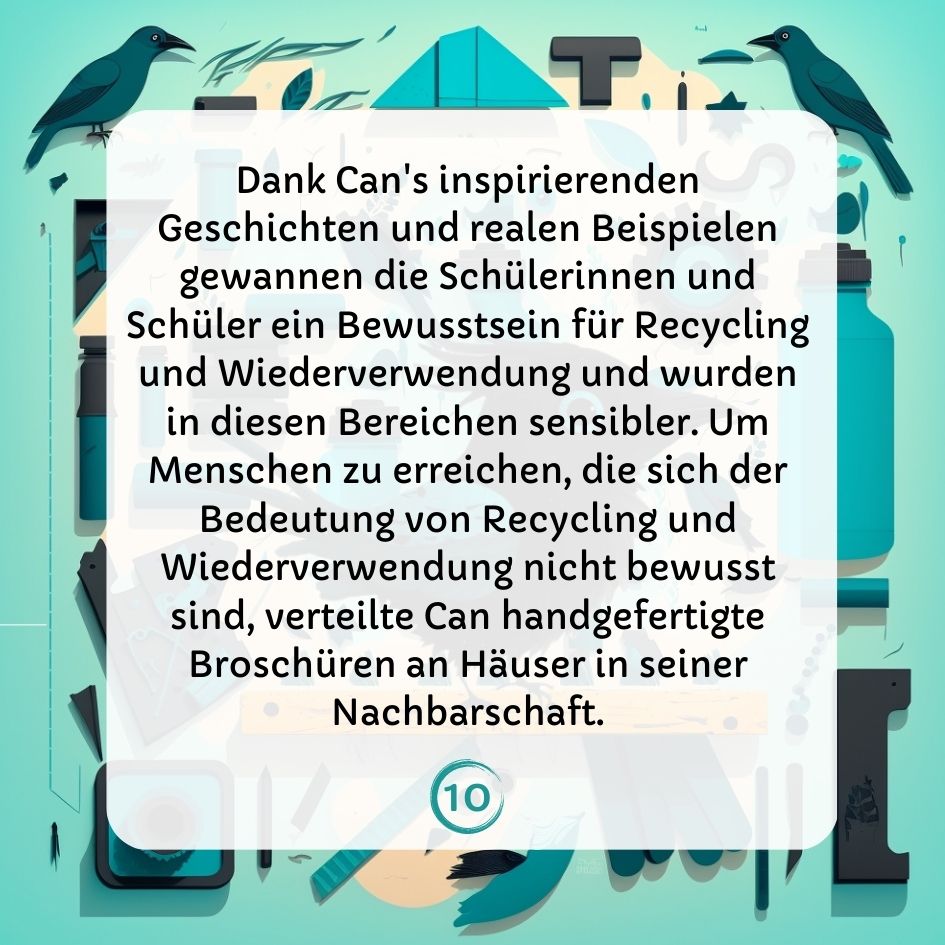 Dank Can's inspirierenden
Geschichten und realen Beispielen
gewannen die Schülerinnen und
Schüler ein Bewusstsein für Recycling
und Wiederverwendung und wurden
in diesen Bereichen sensibler. Um
Menschen zu erreichen, die sich der
Bedeutung von Recycling und
Wiederverwendung nicht bewusst
sind, verteilte Can handgefertigte
Broschüren an Häuser in seiner
Nachbarschaft.
10